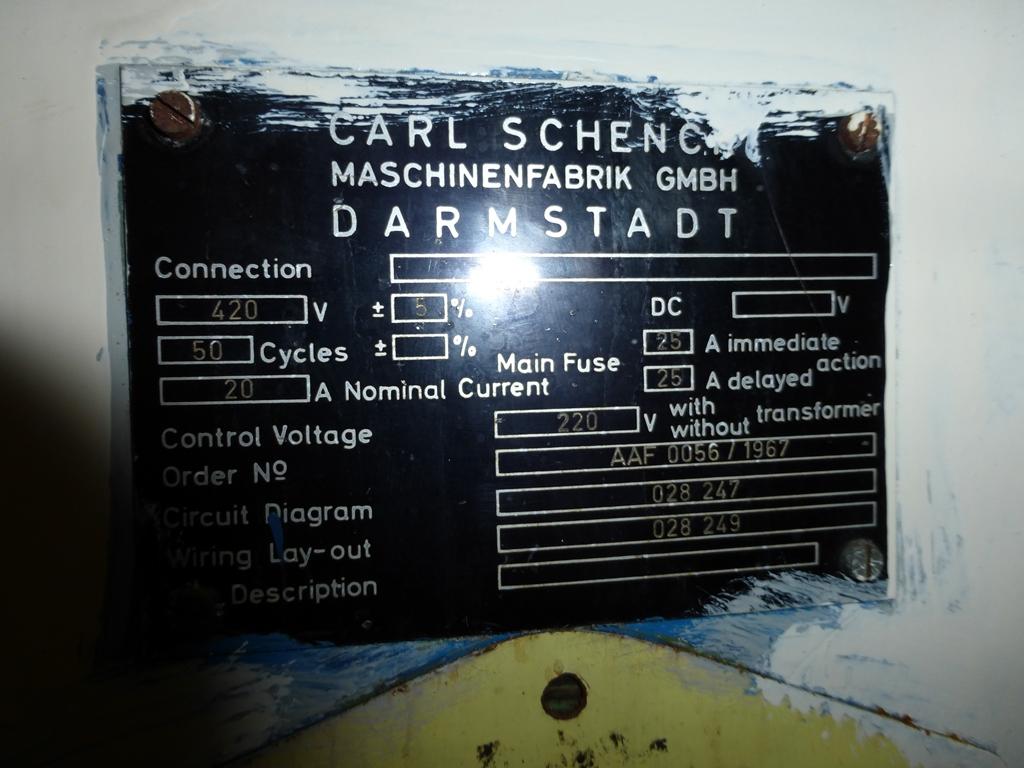 CARL SCHENCK
MASCHINENFABRIK GMBH
DARMSTADT
Connection
420 V ± 5 % DC V
50 Cycles ± % Main Fuse 25 A immediate action
20 A Nominal Current 25 A delayed
Control Voltage 220 V with without transformer
Order Nº AAF 0056 / 1967
Circuit Diagram 028 247
Wiring Lay-out 028 249
Description